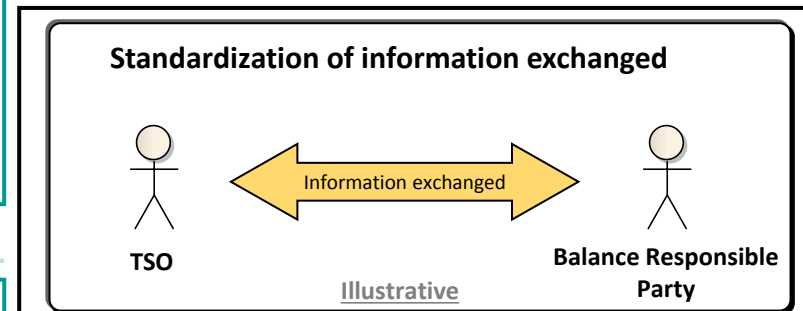 Standardization of information exchanged
Information exchanged
TSO
Balance Responsible
Party
Illustrative